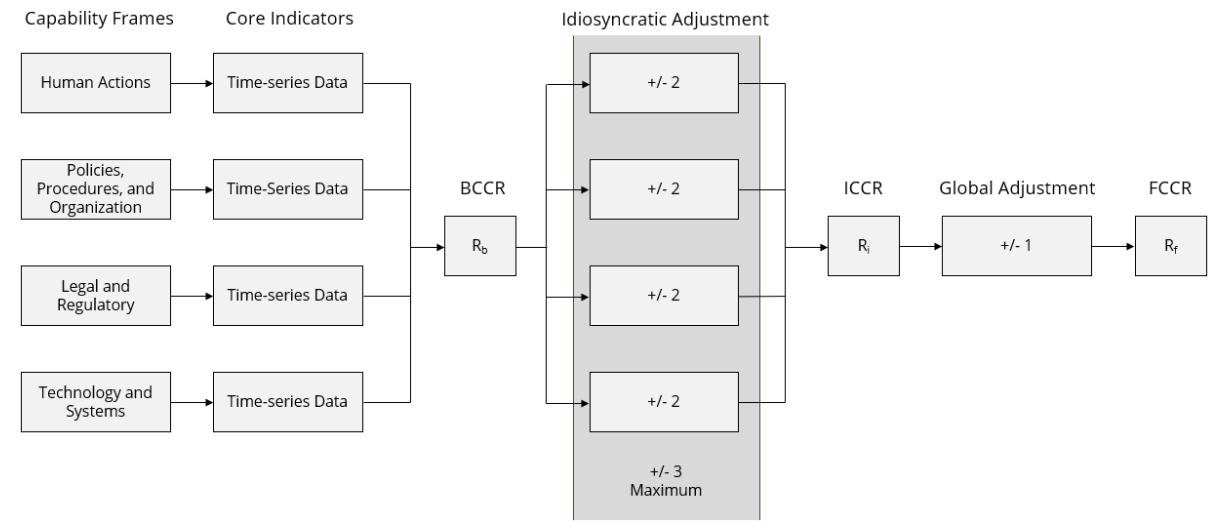 Capability Frames
Core Indicators
Idiosyncratic Adjustment
Human Actions
Time-series Data
+/- 2
Policies,
Procedures, and
Organization
Time-Series Data
+/- 2
BCCR
ICCR
Global Adjustment
FCCR
R_b
R_i
+/- 1
R_f
Legal and
Regulatory
Time-series Data
+/- 2
Technology and
Systems
Time-series Data
+/- 2
+/- 3
Maximum